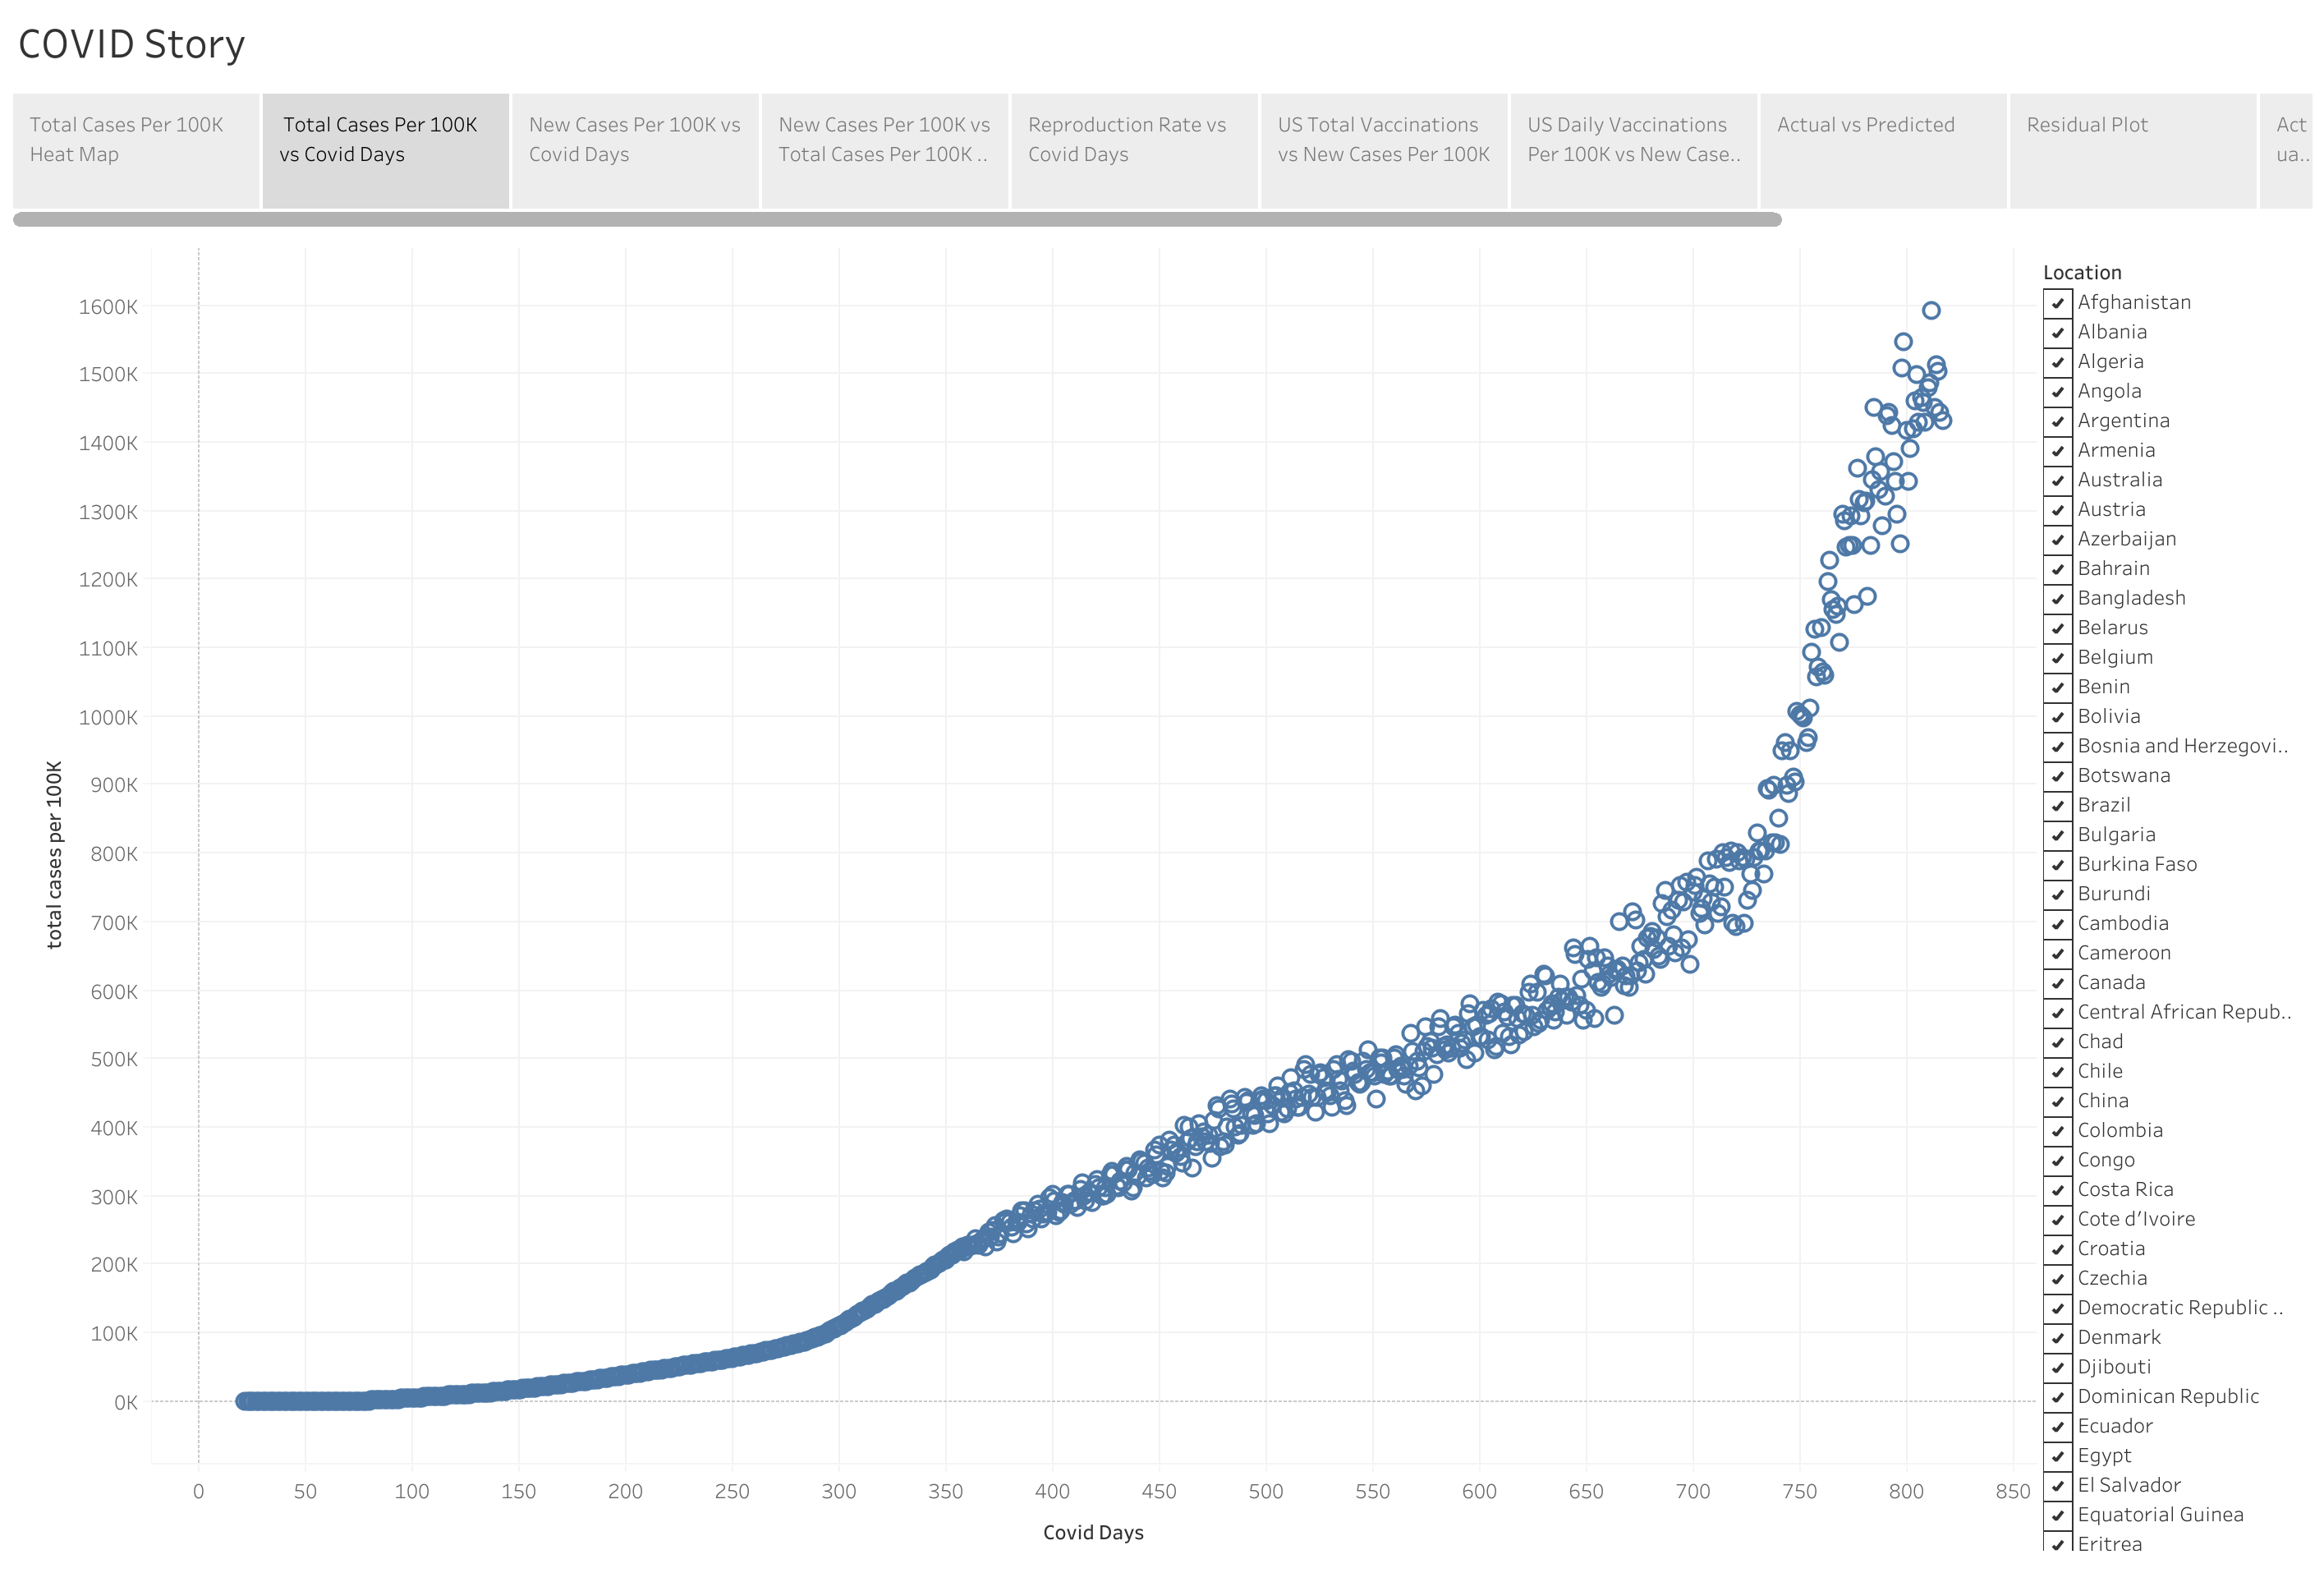 COVID Story
Total Cases Per 100K
Heat Map
Total Cases Per 100K
vs Covid Days
New Cases Per 100K vs
Covid Days
New Cases Per 100K vs
Total Cases Per 100K ..
Reproduction Rate vs
Covid Days
US Total Vaccinations
vs New Cases Per 100K
US Daily Vaccinations
Per 100K vs New Case..
Actual vs Predicted
Residual Plot
Act
ua..
1600K
1500K
1400K
1300K
1200K
1100K
1000K
900K
800K
700K
600K
500K
400K
300K
200K
100K
0K
total cases per 100K
0
50
100
150
200
250
300
350
400
450
500
550
600
650
700
750
800
850
Covid Days
Location
Afghanistan
Albania
Algeria
Angola
Argentina
Armenia
Australia
Austria
Azerbaijan
Bahrain
Bangladesh
Belarus
Belgium
Benin
Bolivia
Bosnia and Herzegovi..
Botswana
Brazil
Bulgaria
Burkina Faso
Burundi
Cambodia
Cameroon
Canada
Central African Repub..
Chad
Chile
China
Colombia
Congo
Costa Rica
Cote d’Ivoire
Croatia
Czechia
Democratic Republic ..
Denmark
Djibouti
Dominican Republic
Ecuador
Egypt
El Salvador
Equatorial Guinea
Eritrea